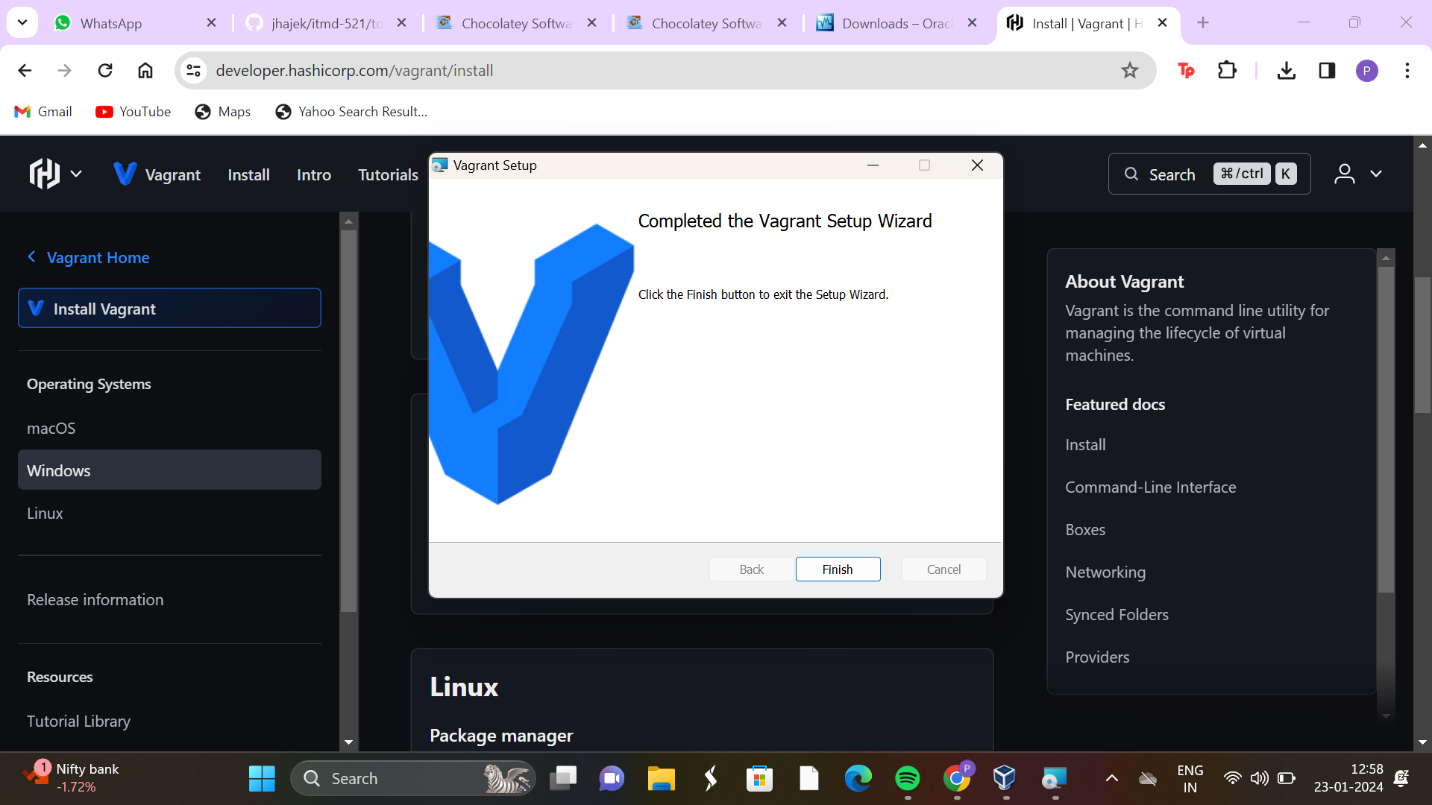 WhatsApp
jhajek/itmd-521/to
Chocolatey Softwa
Chocolatey Softwa
Downloads – Orac
Install | Vagrant | H
developer.hashicorp.com/vagrant/install
Tp
P
Gmail
YouTube
Maps
Yahoo Search Result...
Vagrant
Install
Intro
Tutorials
Search
⌘/ctrl
K
Vagrant Home
Install Vagrant
Operating Systems
macOS
Windows
Linux
Release information
Resources
Tutorial Library
Vagrant Setup
Completed the Vagrant Setup Wizard
Click the Finish button to exit the Setup Wizard.
Back
Finish
Cancel
Linux
Package manager
About Vagrant
Vagrant is the command line utility for
managing the lifecycle of virtual
machines.
Featured docs
Install
Command-Line Interface
Boxes
Networking
Synced Folders
Providers
1
Nifty bank
-1.72%
Search
P
ENG
IN
12:58
23-01-2024